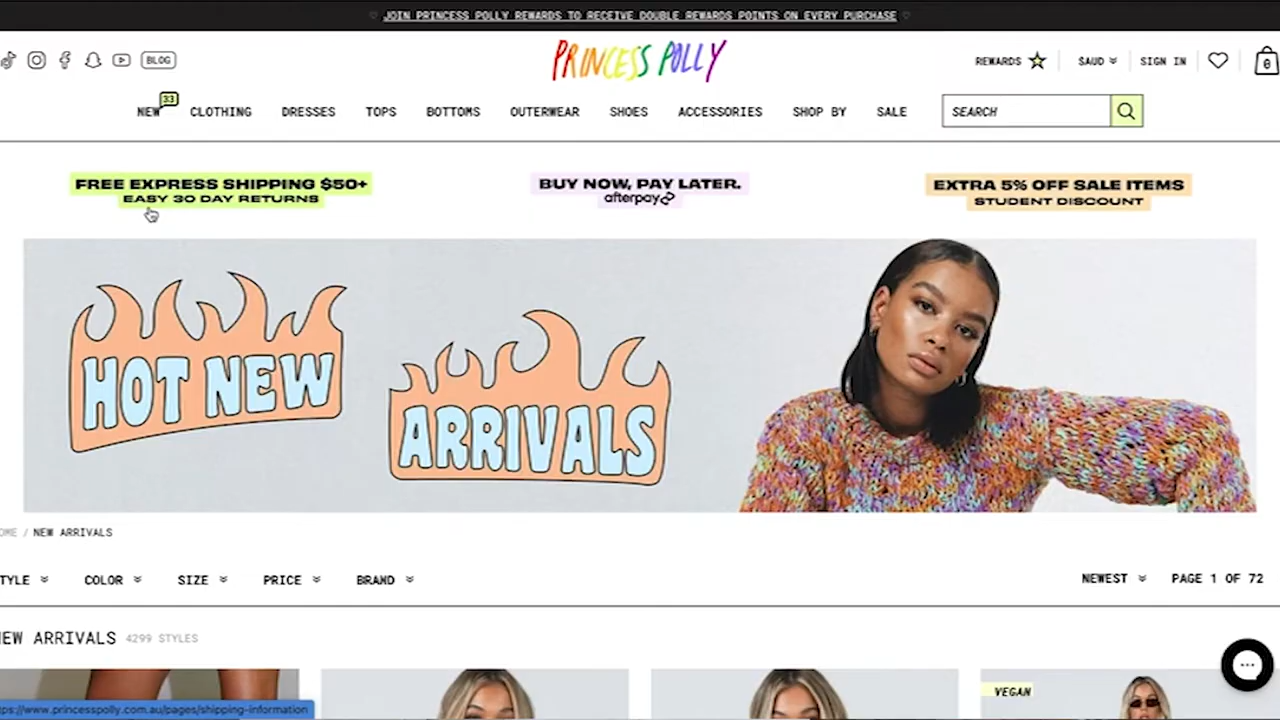 JOIN PRINCESS POLLY REWARDS TO RECEIVE DOUBLE REWARDS POINTS ON EVERY PURCHASE
BLOG
PRINCESS POLLY
REWARDS
$AUD
SIGN IN
0
NEW
33
CLOTHING
DRESSES
TOPS
BOTTOMS
OUTERWEAR
SHOES
ACCESSORIES
SHOP BY
SALE
SEARCH
FREE EXPRESS SHIPPING $50+
EASY 30 DAY RETURNS
BUY NOW, PAY LATER.
afterpay
EXTRA 5% OFF SALE ITEMS
STUDENT DISCOUNT
HOT NEW
ARRIVALS
OME / NEW ARRIVALS
TYLE
COLOR
SIZE
PRICE
BRAND
NEWEST
PAGE 1 OF 72
EW ARRIVALS 4299 STYLES
VEGAN
ps://www.princesspolly.com.au/pages/shipping-information